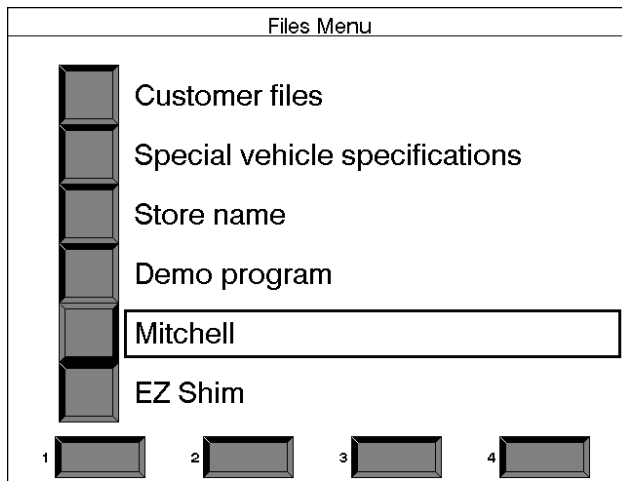 Files Menu
Customer files
Special vehicle specifications
Store name
Demo program
Mitchell
EZ Shim
1 2 3 4